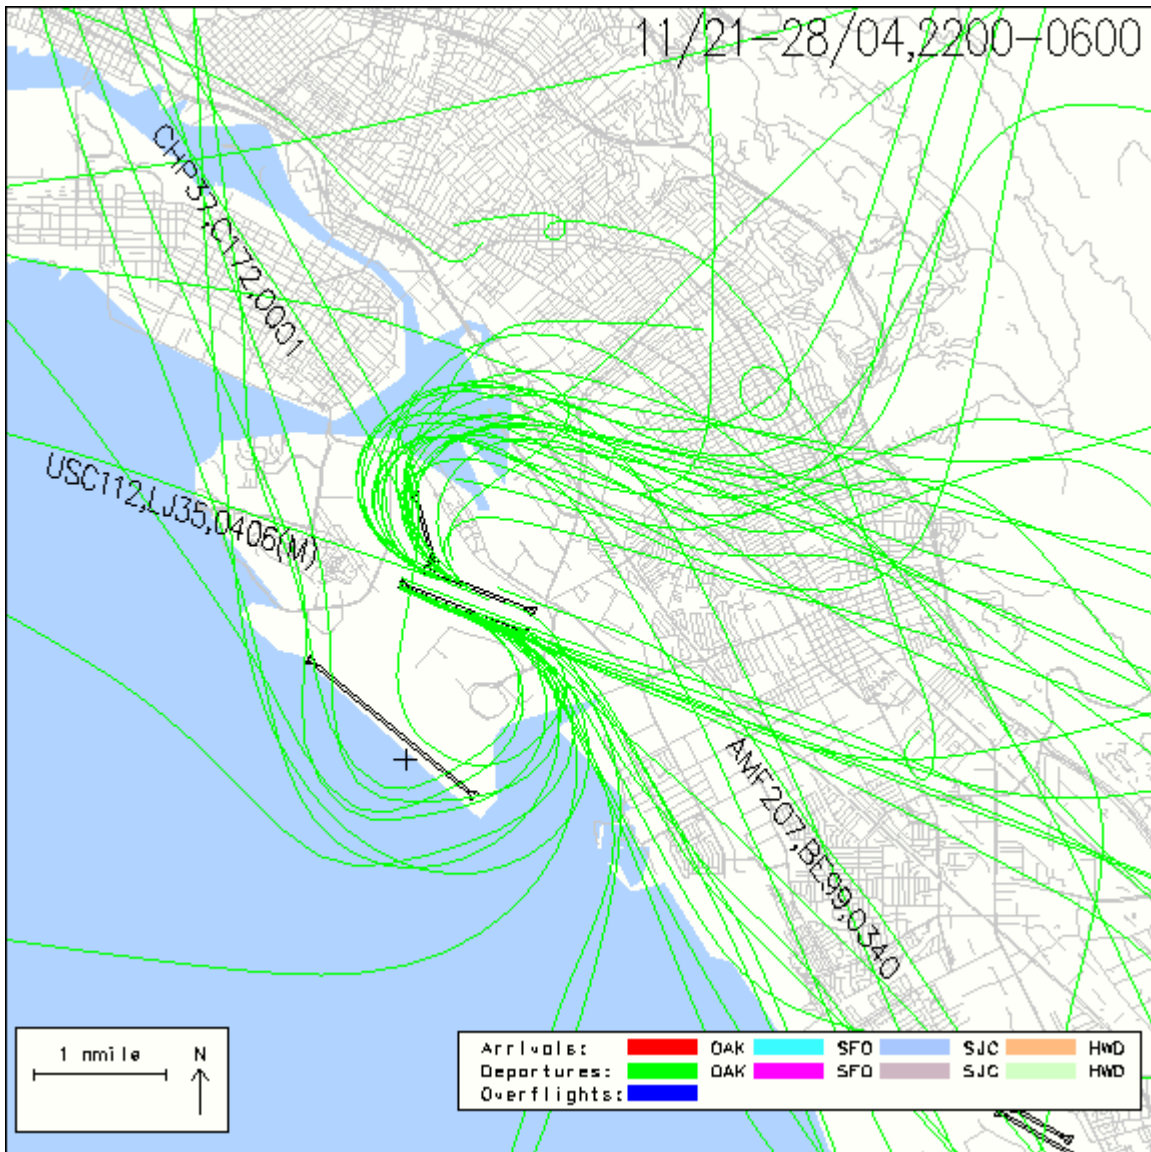 11/21-28/04,2200-0600
CHP37,C172,0001
USC112,LJ35,0406(M)
AMF207,BE99,0340
1 nmile N
Arrivals: OAK SFO SJC HWD
Departures: OAK SFO SJC HWD
Overflights: